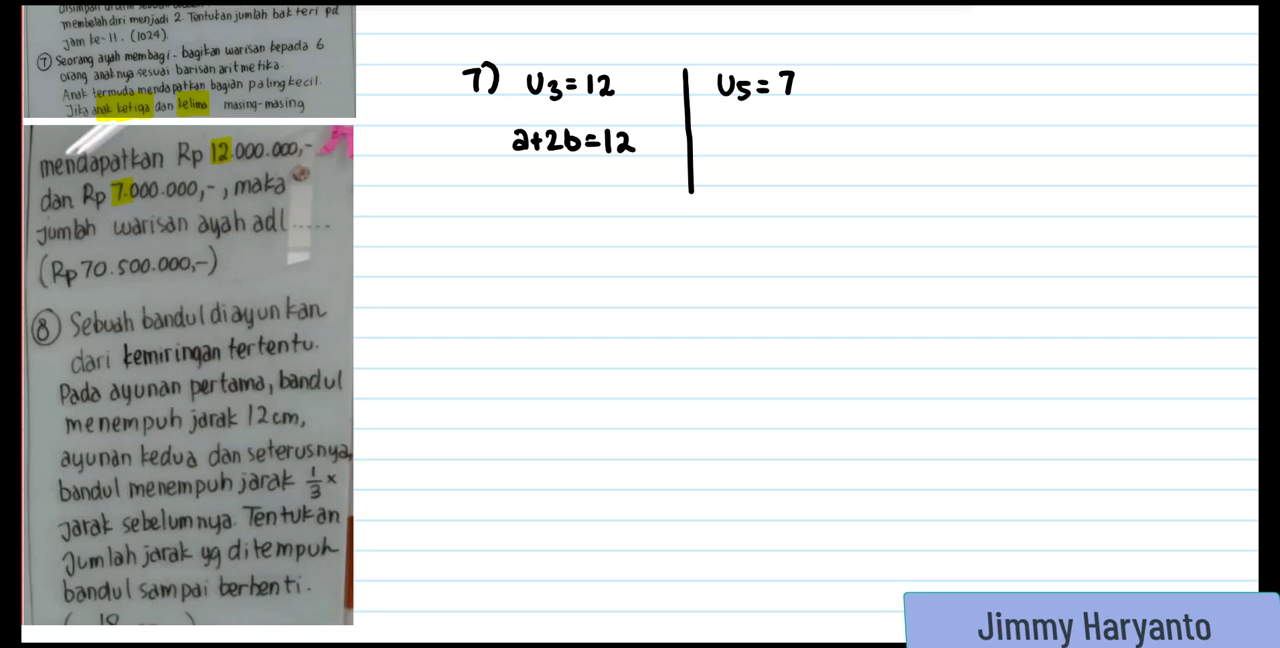 membelah diri menjadi 2. Tentukan jumlah bakteri pd
jam ke-11. (1024).
7 Seorang ayah membagi-bagikan warisan kepada 6
orang anaknya sesuai barisan aritmetika.
Anak termuda mendapatkan bagian paling kecil.
Jika anak ketiga dan kelima masing-masing
mendapatkan Rp 12.000.000,-
dan Rp 7.000.000,-, maka
jumlah warisan ayah adl .....
(Rp 70.500.000,-)
8 Sebuah bandul diayunkan
dari kemiringan tertentu.
Pada ayunan pertama, bandul
menempuh jarak 12 cm,
ayunan kedua dan seterusnya,
bandul menempuh jarak 1/3 x
jarak sebelumnya. Tentukan
jumlah jarak yg ditempuh
bandul sampai berhenti.
7) U3 = 12
a+2b=12
U5 = 7
Jimmy Haryanto